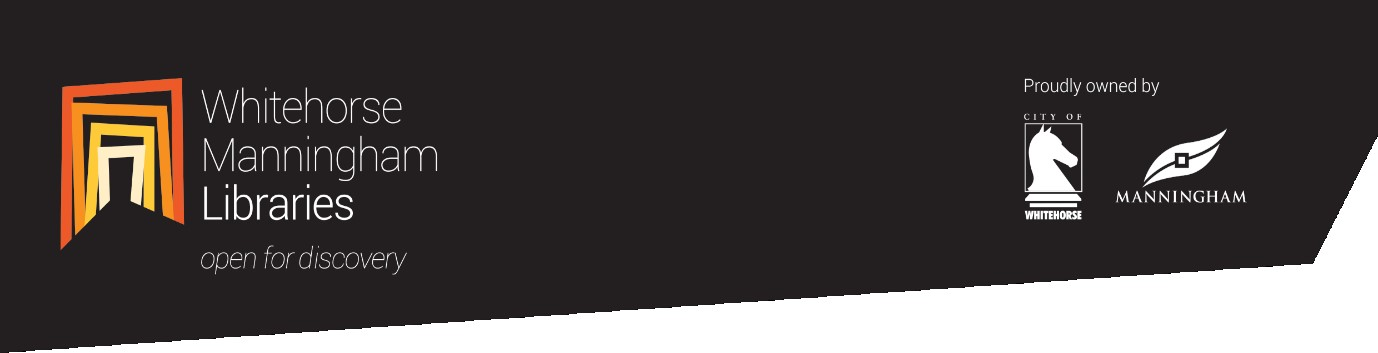 Whitehorse
Manningham
Libraries
open for discovery
Proudly owned by
CITY OF
WHITEHORSE
MANNINGHAM